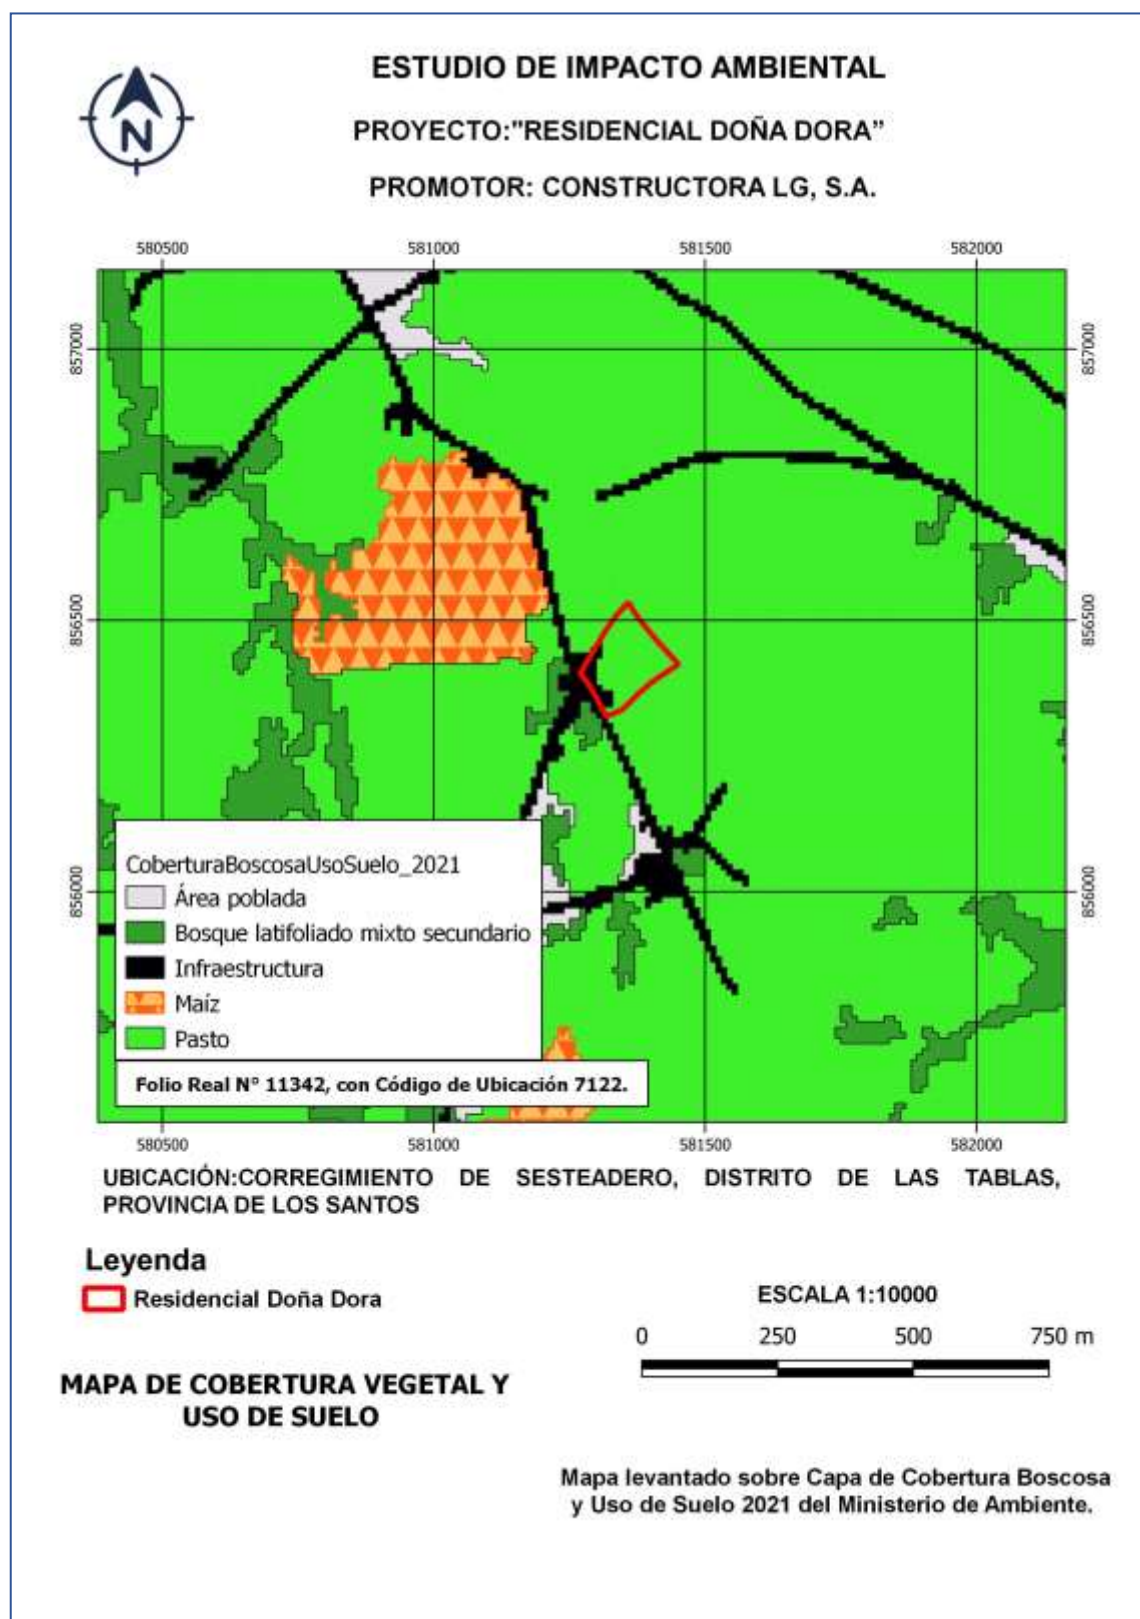 ESTUDIO DE IMPACTO AMBIENTAL
PROYECTO:"RESIDENCIAL DOÑA DORA”
PROMOTOR: CONSTRUCTORA LG, S.A.
N
580500 581000 581500 582000
857000 857000
856500 856500
856000 856000
CoberturaBoscosaUsoSuelo_2021
Área poblada
Bosque latifoliado mixto secundario
Infraestructura
Maíz
Pasto
Folio Real N° 11342, con Código de Ubicación 7122.
580500 581000 581500 582000
UBICACIÓN:CORREGIMIENTO DE SESTEADERO, DISTRITO DE LAS TABLAS,
PROVINCIA DE LOS SANTOS
Leyenda
Residencial Doña Dora
ESCALA 1:10000
0 250 500 750 m
MAPA DE COBERTURA VEGETAL Y
USO DE SUELO
Mapa levantado sobre Capa de Cobertura Boscosa
y Uso de Suelo 2021 del Ministerio de Ambiente.